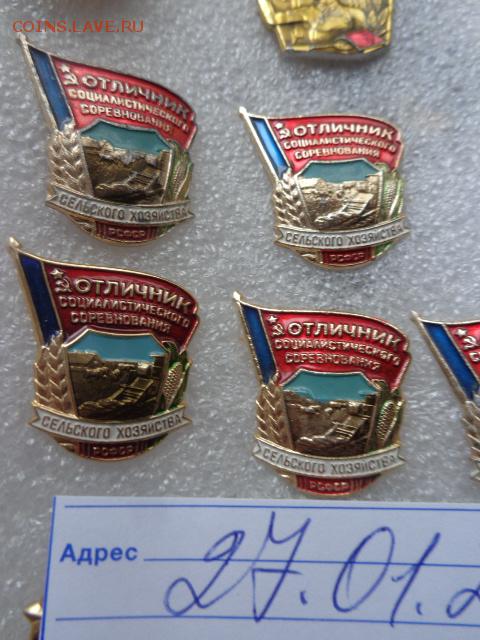 COINS.LAVE.RU
ОТЛИЧНИК
СОЦИАЛИСТИЧЕСКОГО
СОРЕВНОВАНИЯ
СЕЛЬСКОГО ХОЗЯЙСТВА
РСФСР
ОТЛИЧНИК
СОЦИАЛИСТИЧЕСКОГО
СОРЕВНОВАНИЯ
СЕЛЬСКОГО ХОЗЯЙСТВА
РСФСР
ОТЛИЧНИК
СОЦИАЛИСТИЧЕСКОГО
СОРЕВНОВАНИЯ
СЕЛЬСКОГО ХОЗЯЙСТВА
РСФСР
ОТЛИЧНИК
СОЦИАЛИСТИЧЕСКОГО
СОРЕВНОВАНИЯ
СЕЛЬСКОГО ХОЗЯЙСТВА
РСФСР
Адрес 27.01.2